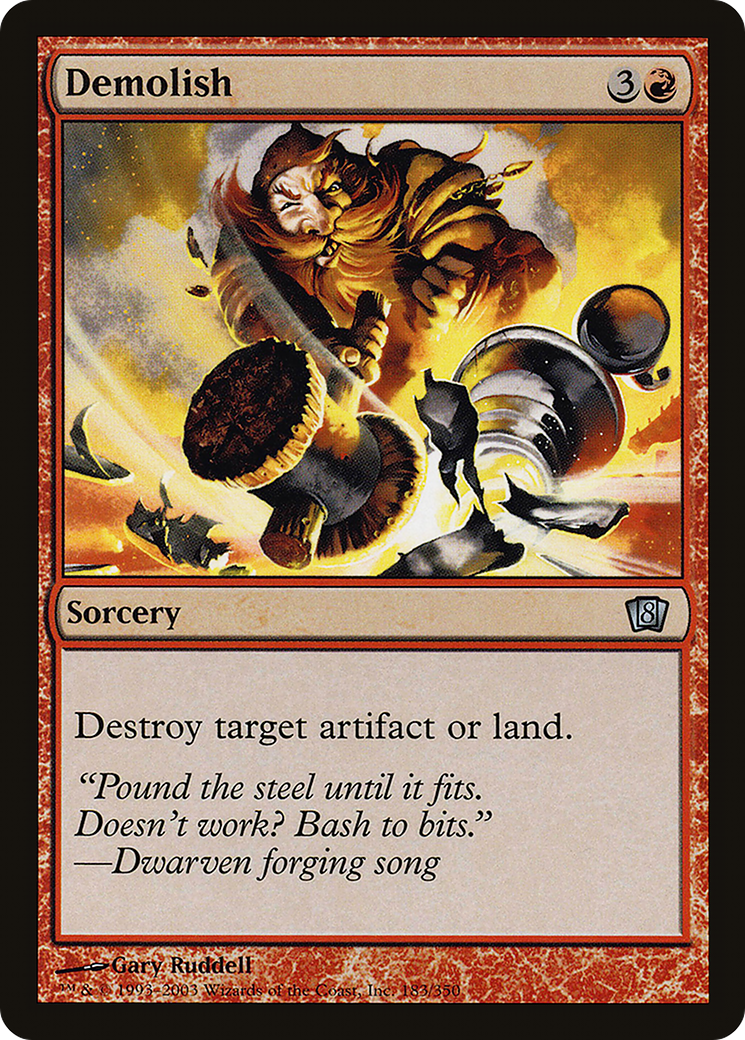 Demolish 3
Sorcery 8
Destroy target artifact or land.
“Pound the steel until it fits.
Doesn’t work? Bash to bits.”
—Dwarven forging song
Gary Ruddell
™ & © 1993–2003 Wizards of the Coast, Inc. 183/350